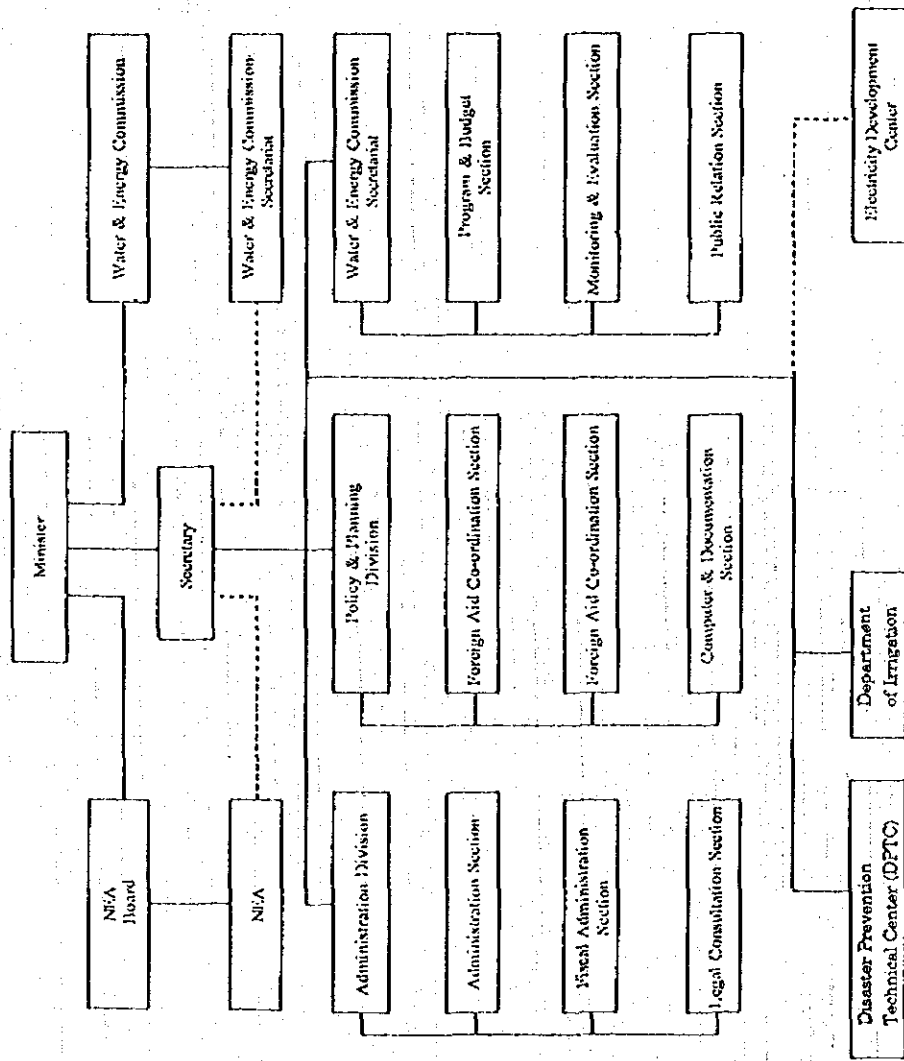 Minister
NEA
Board
Water & Energy Commission
Secretary
NEA
Water & Energy Commission
Secretariat
Administration Division
Policy & Planning
Division
Water & Energy Commission
Secretariat
Administration Section
Foreign Aid Co-ordination Section
Program & Budget
Section
Fiscal Administration
Section
Foreign Aid Co-ordination Section
Monitoring & Evaluation Section
Legal Consultation Section
Computer & Documentation
Section
Public Relation Section
Disaster Prevention
Technical Center (DPTC)
Department
of Irrigation
Electricity Development
Center